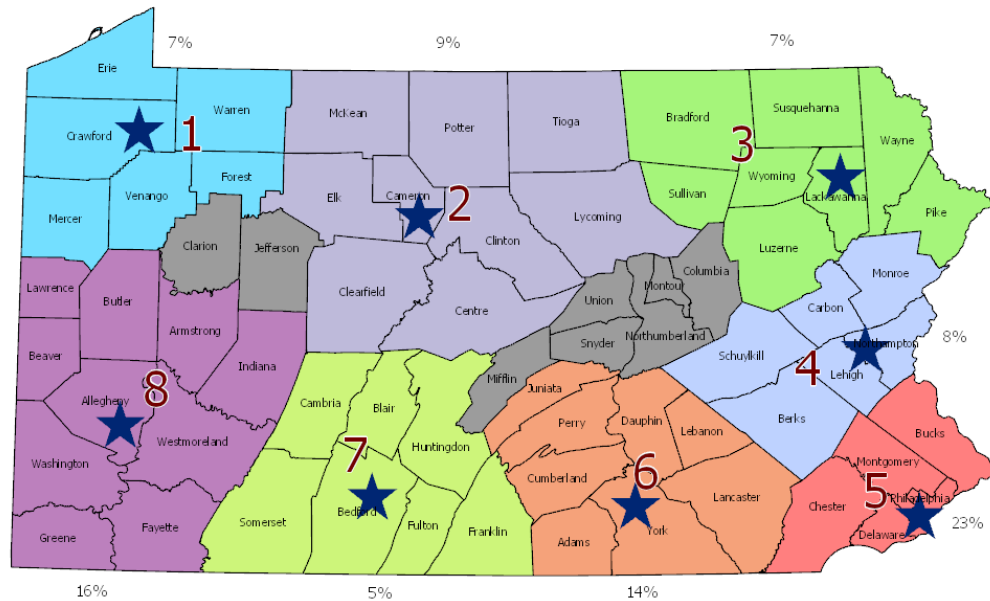 7%
9%
7%
Erie
McKean
Potter
Tioga
Bradford
Susquehanna
Warren
Crawford
1
3
Wayne
Wyoming
Forest
Venango
Elk
Cameron
2
Sullivan
Lackawanna
Mercer
Lycoming
Pike
Clarion
Jefferson
Clinton
Luzerne
Columbia
Monroe
Lawrence
Butler
Clearfield
Centre
Union
Montour
Carbon
Armstrong
Snyder
Northumberland
Northampton
8%
Beaver
Indiana
Schuylkill
4
Lehigh
Mifflin
Juniata
8
Allegheny
Cambria
Blair
Perry
Dauphin
Lebanon
Berks
Westmoreland
Huntingdon
Bucks
Washington
7
6
Montgomery
Cumberland
5
Philadelphia
Lancaster
Chester
Bedford
Somerset
Fulton
Franklin
York
Adams
Fayette
Greene
Delaware
23%
16%
5%
14%